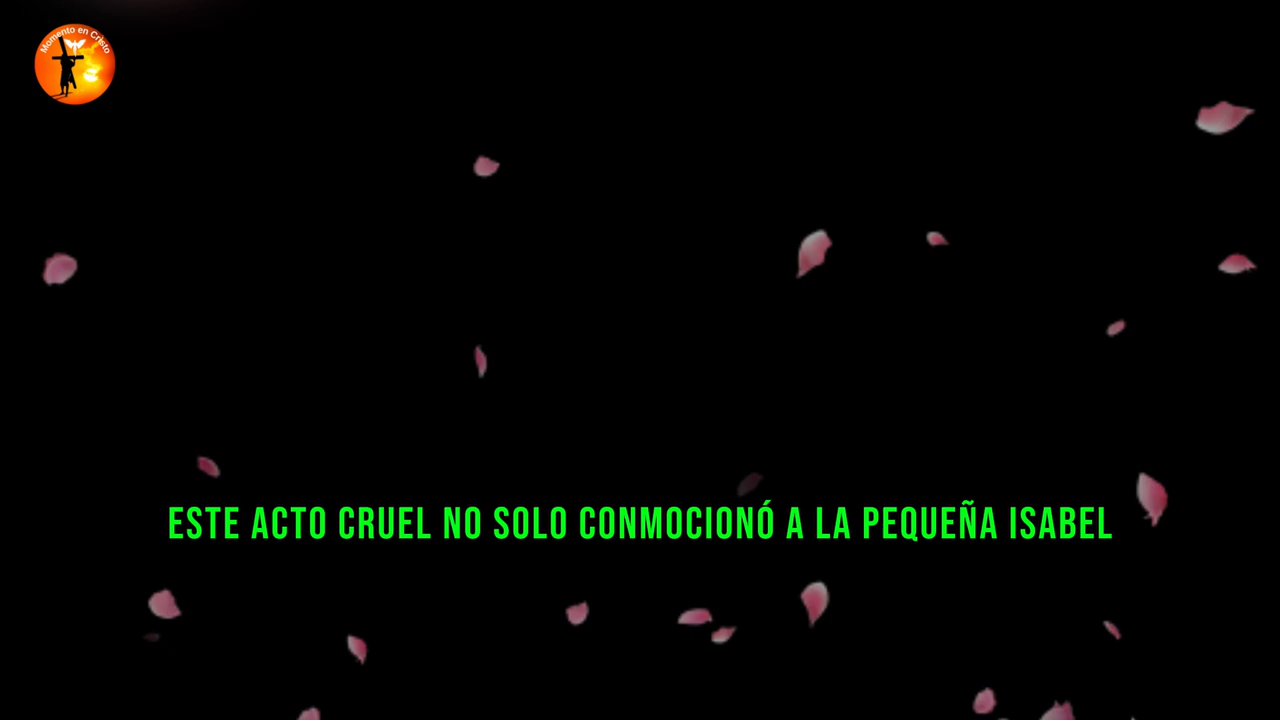 Momento en Cristo
ESTE ACTO CRUEL NO SOLO CONMOCIONÓ A LA PEQUEÑA ISABEL